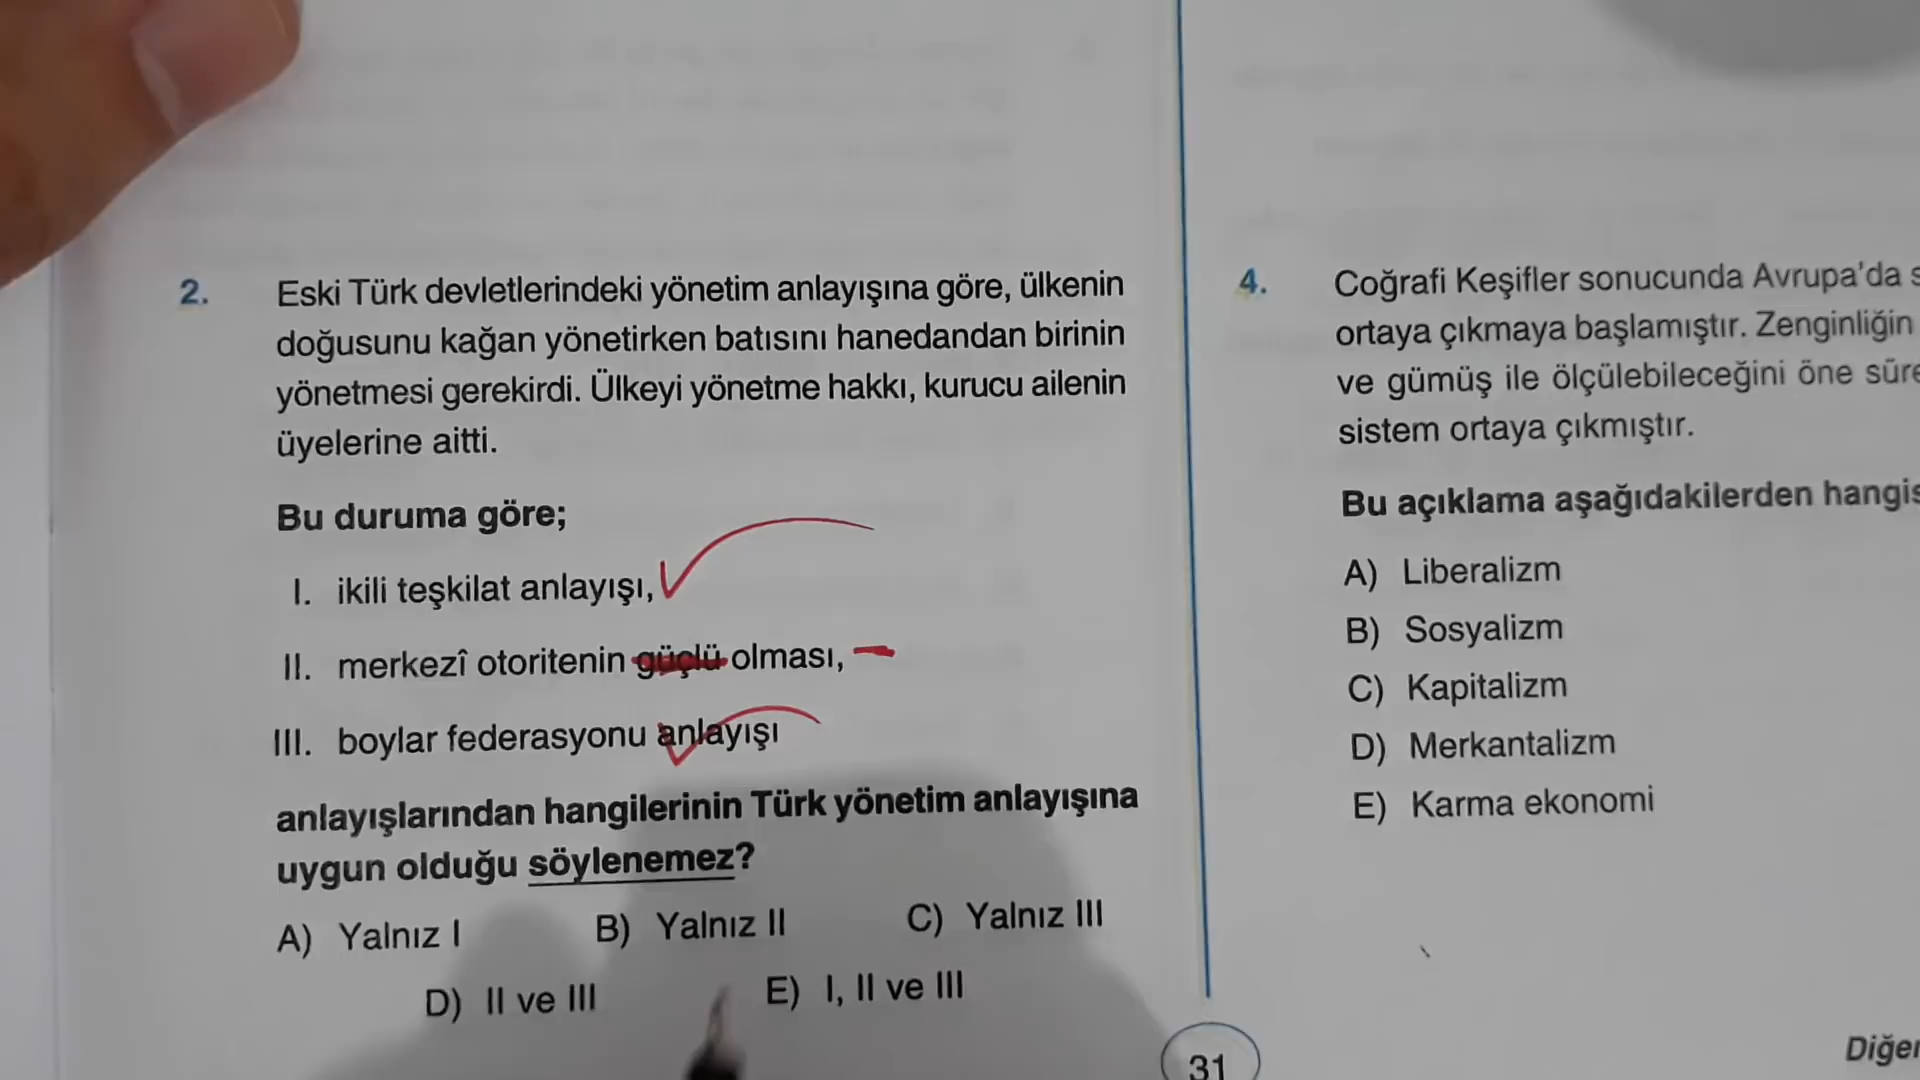 2. Eski Türk devletlerindeki yönetim anlayışına göre, ülkenin
doğusunu kağan yönetirken batısını hanedandan birinin
yönetmesi gerekirdi. Ülkeyi yönetme hakkı, kurucu ailenin
üyelerine aitti.
Bu duruma göre;
I. ikili teşkilat anlayışı,
II. merkezî otoritenin güçlü olması,
III. boylar federasyonu anlayışı
anlayışlarından hangilerinin Türk yönetim anlayışına
uygun olduğu söylenemez?
A) Yalnız I B) Yalnız II C) Yalnız III
D) II ve III E) I, II ve III
4. Coğrafi Keşifler sonucunda Avrupa'da
ortaya çıkmaya başlamıştır. Zenginliğin
ve gümüş ile ölçülebileceğini öne
sistem ortaya çıkmıştır.
Bu açıklama aşağıdakilerden
A) Liberalizm
B) Sosyalizm
C) Kapitalizm
D) Merkantalizm
E) Karma ekonomi
31